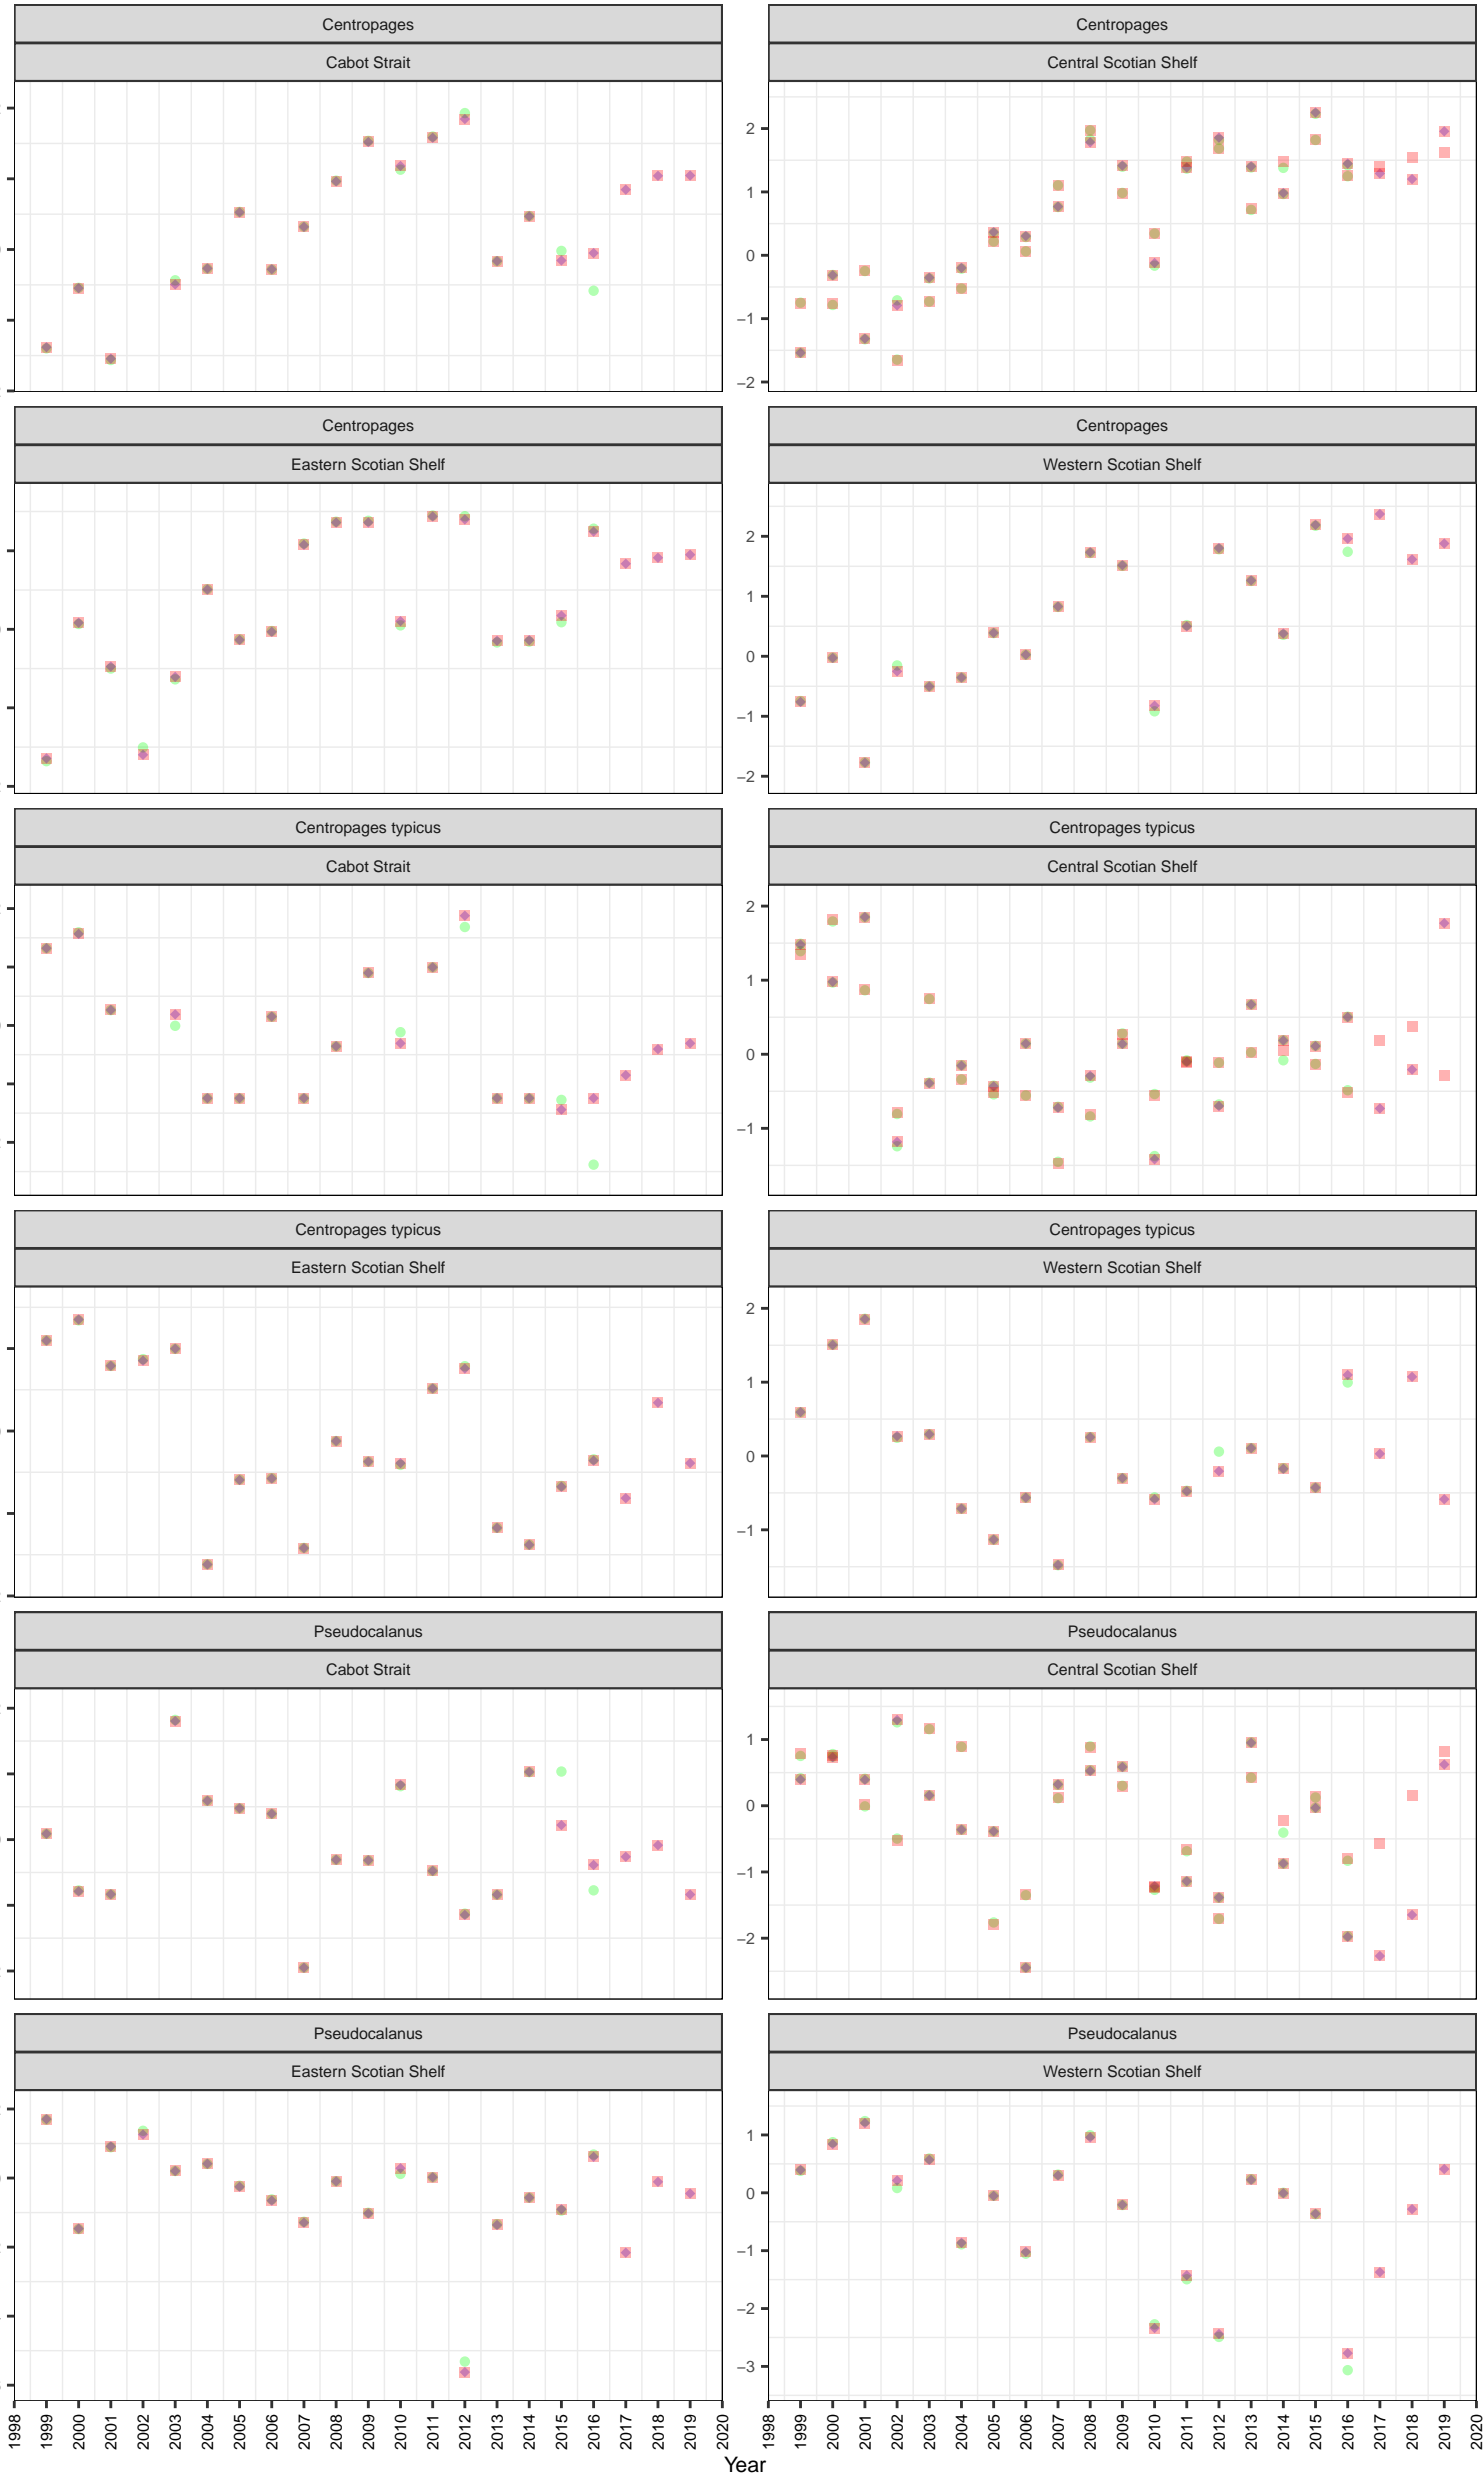 Centropages
Cabot Strait
Centropages
Central Scotian Shelf
2
1
0
−1
−2
Centropages
Eastern Scotian Shelf
Centropages
Western Scotian Shelf
2
1
0
−1
−2
Centropages typicus
Cabot Strait
Centropages typicus
Central Scotian Shelf
2
1
0
−1
Centropages typicus
Eastern Scotian Shelf
Centropages typicus
Western Scotian Shelf
2
1
0
−1
Pseudocalanus
Cabot Strait
Pseudocalanus
Central Scotian Shelf
1
0
−1
−2
Pseudocalanus
Eastern Scotian Shelf
Pseudocalanus
Western Scotian Shelf
1
0
−1
−2
−3
1998 1999 2000 2001 2002 2003 2004 2005 2006 2007 2008 2009 2010 2011 2012 2013 2014 2015 2016 2017 2018 2019 2020
1998 1999 2000 2001 2002 2003 2004 2005 2006 2007 2008 2009 2010 2011 2012 2013 2014 2015 2016 2017 2018 2019 2020
Year